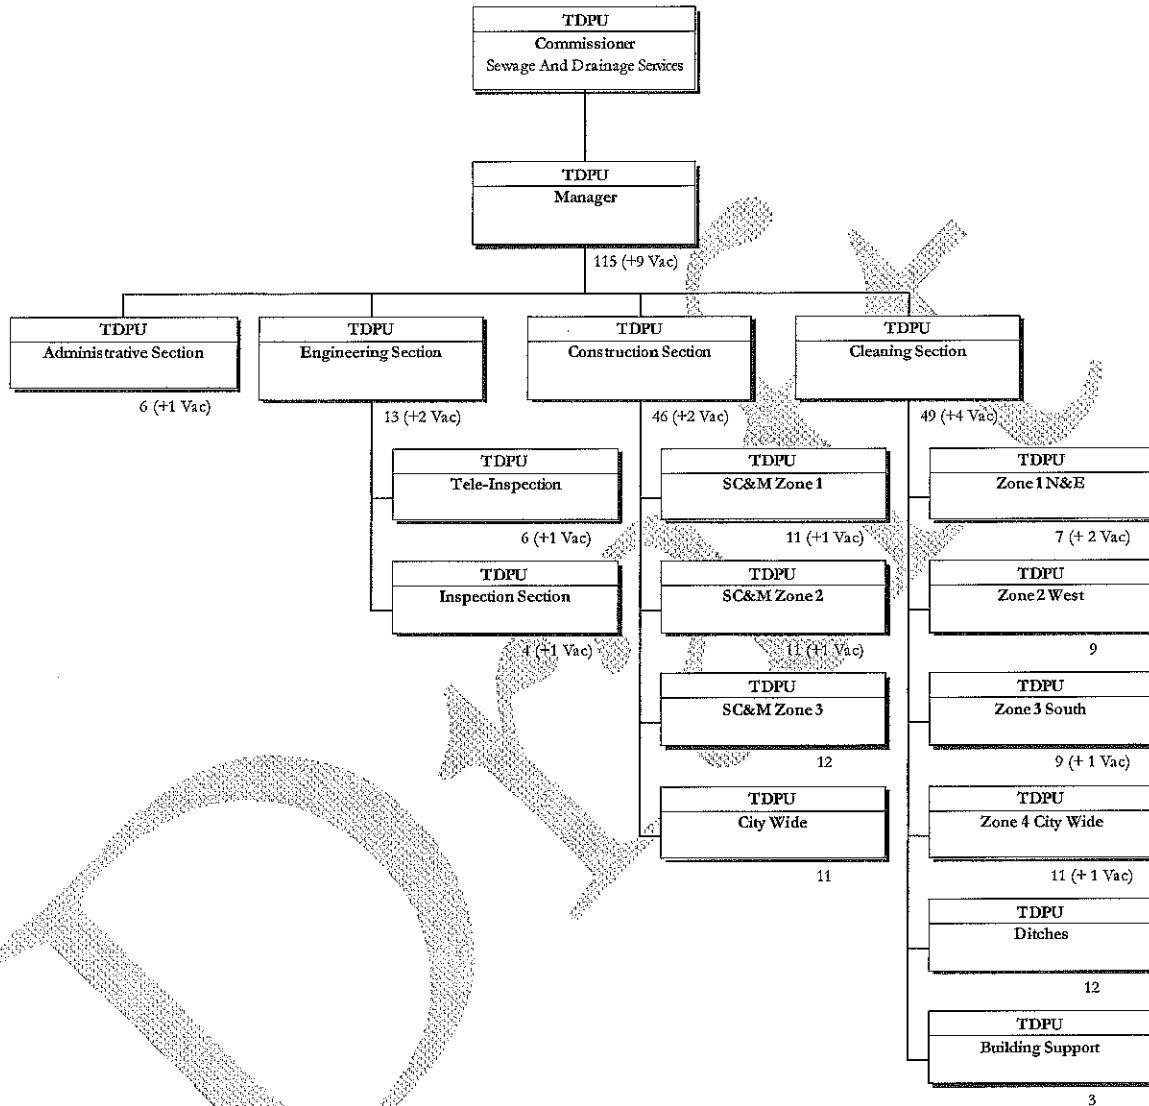 TDPU
Commissioner
Sewage And Drainage Services
TDPU
Manager
115 (+9 Vac)
TDPU
Administrative Section
6 (+1 Vac)
TDPU
Engineering Section
13 (+2 Vac)
TDPU
Tele-Inspection
6 (+1 Vac)
TDPU
Inspection Section
4 (+1 Vac)
TDPU
Construction Section
46 (+2 Vac)
TDPU
SC&M Zone 1
11 (+1 Vac)
TDPU
SC&M Zone 2
11 (+1 Vac)
TDPU
SC&M Zone 3
12
TDPU
City Wide
11
TDPU
Cleaning Section
49 (+4 Vac)
TDPU
Zone 1 N&E
7 (+ 2 Vac)
TDPU
Zone 2 West
9
TDPU
Zone 3 South
9 (+ 1 Vac)
TDPU
Zone 4 City Wide
11 (+ 1 Vac)
TDPU
Ditches
12
TDPU
Building Support
3